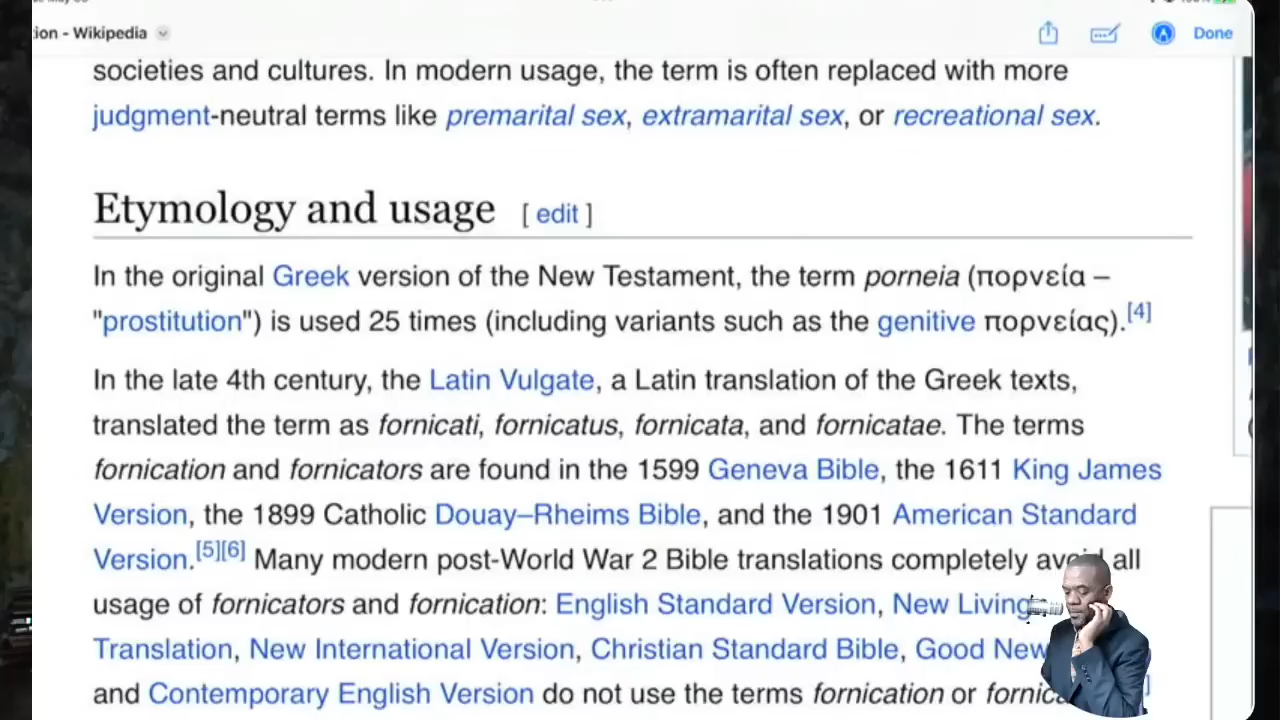 ion - Wikipedia
Done
societies and cultures. In modern usage, the term is often replaced with more
judgment-neutral terms like premarital sex, extramarital sex, or recreational sex.
Etymology and usage [ edit ]
In the original Greek version of the New Testament, the term porneia (πορνεία –
"prostitution") is used 25 times (including variants such as the genitive πορνείας).[4]
In the late 4th century, the Latin Vulgate, a Latin translation of the Greek texts,
translated the term as fornicati, fornicatus, fornicata, and fornicatae. The terms
fornication and fornicators are found in the 1599 Geneva Bible, the 1611 King James
Version, the 1899 Catholic Douay–Rheims Bible, and the 1901 American Standard
Version.[5][6] Many modern post-World War 2 Bible translations completely avoid all
usage of fornicators and fornication: English Standard Version, New Living
Translation, New International Version, Christian Standard Bible, Good New
and Contemporary English Version do not use the terms fornication or fornic